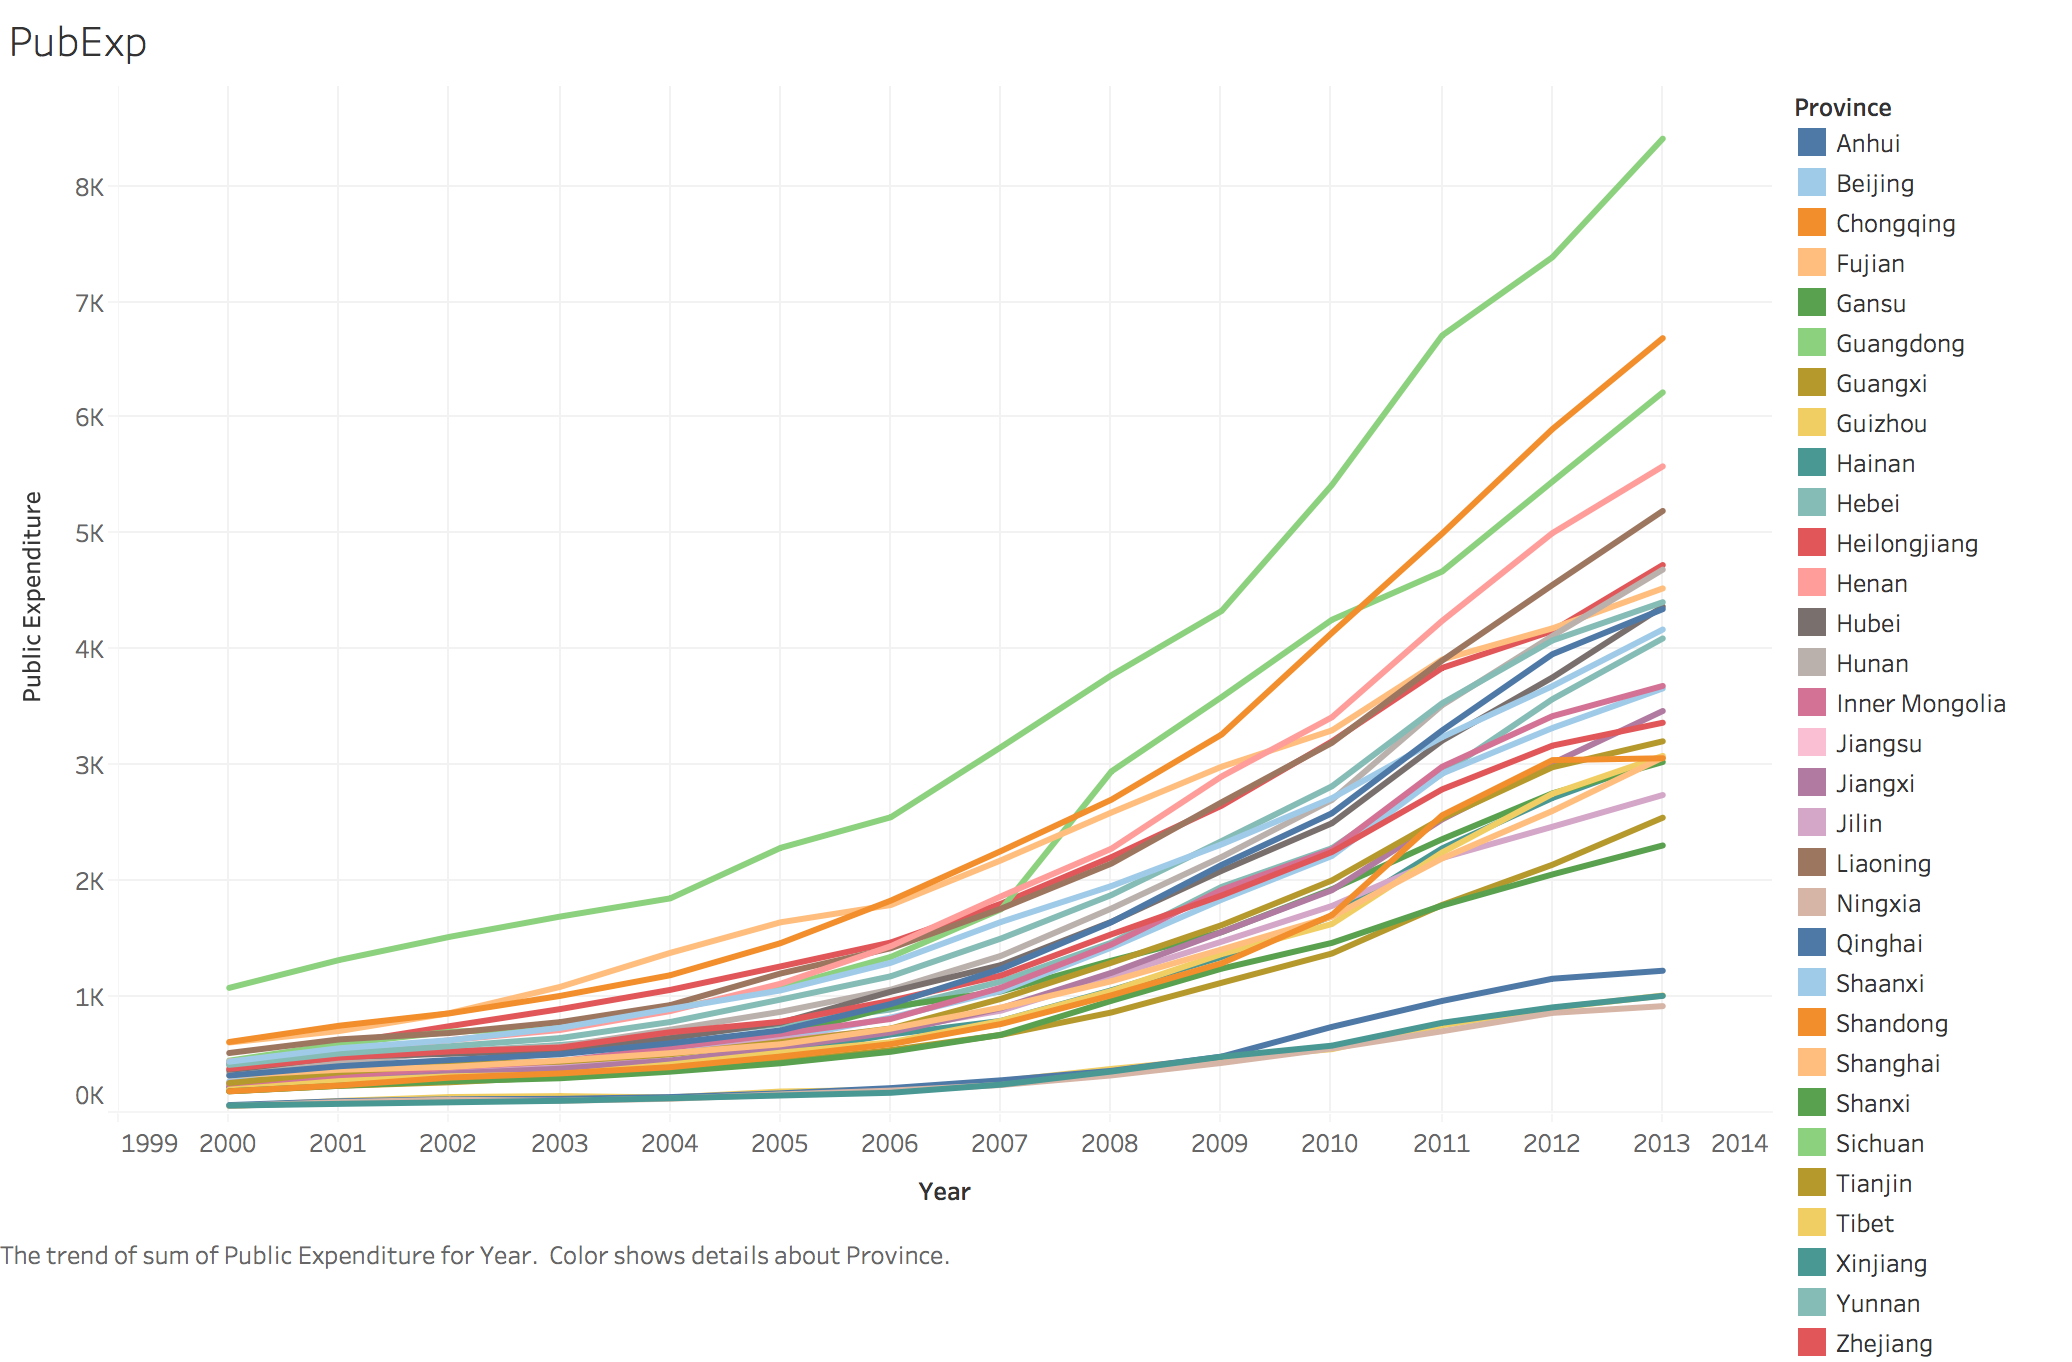 PubExp
Province
Anhui
Beijing
Chongqing
Fujian
Gansu
Guangdong
Guangxi
Guizhou
Hainan
Hebei
Heilongjiang
Henan
Hubei
Hunan
Inner Mongolia
Jiangsu
Jiangxi
Jilin
Liaoning
Ningxia
Qinghai
Shaanxi
Shandong
Shanghai
Shanxi
Sichuan
Tianjin
Tibet
Xinjiang
Yunnan
Zhejiang
8K
7K
6K
5K
4K
3K
2K
1K
0K
Public Expenditure
1999 2000 2001 2002 2003 2004 2005 2006 2007 2008 2009 2010 2011 2012 2013 2014
Year
The trend of sum of Public Expenditure for Year. Color shows details about Province.